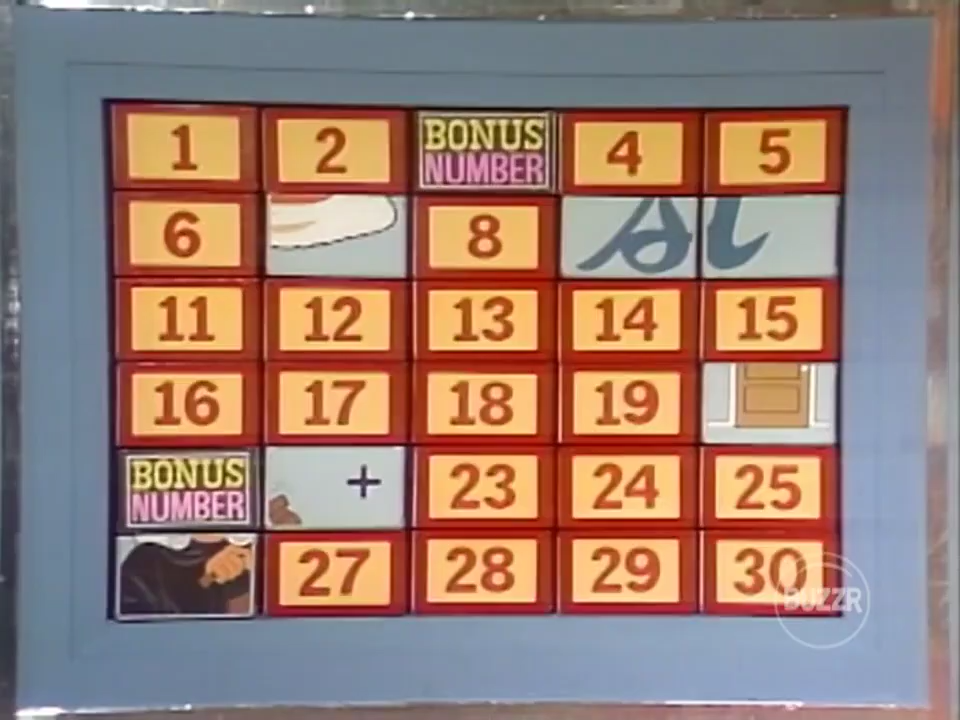 1 2 BONUS NUMBER 4 5
6 8 st
11 12 13 14 15
16 17 18 19
BONUS NUMBER + 23 24 25
27 28 29 30
BUZZR